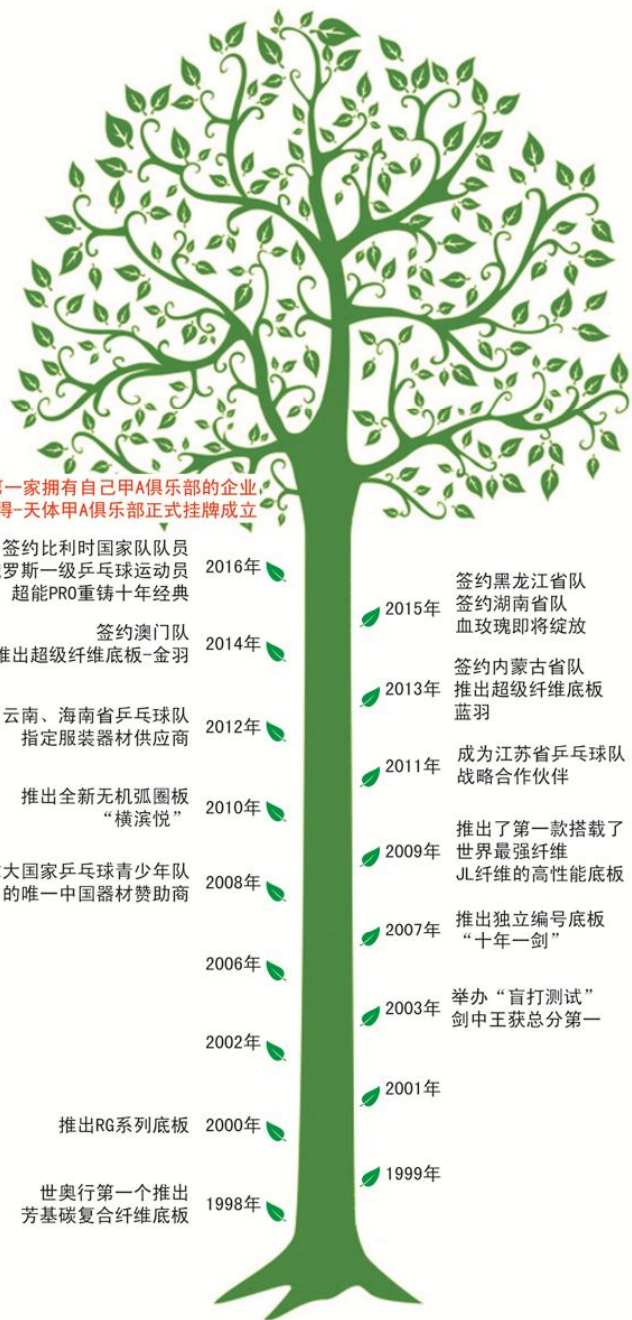 一家拥有自己甲A俱乐部的企业
得-天体甲A俱乐部正式挂牌成立
签约比利时国家队队员
罗斯一级乒乓球运动员
超能PRO重铸十年经典
2016年
2015年
签约黑龙江省队
签约湖南省队
血玫瑰即将绽放
签约澳门队
推出超级纤维底板-金羽
2014年
2013年
签约内蒙古省队
推出超级纤维底板
蓝羽
云南、海南省乒乓球队
指定服装器材供应商
2012年
2011年
成为江苏省乒乓球队
战略合作伙伴
推出全新无机弧圈板
“横滨悦”
2010年
2009年
推出了第一款搭载了
世界最强纤维
JL纤维的高性能底板
大国家乒乓球青少年队
的唯一中国器材赞助商
2008年
2007年
推出独立编号底板
“十年一剑”
2006年
2003年
举办“盲打测试”
剑中王获总分第一
2002年
2001年
推出RG系列底板
2000年
1999年
世奥行第一个推出
芳基碳复合纤维底板
1998年